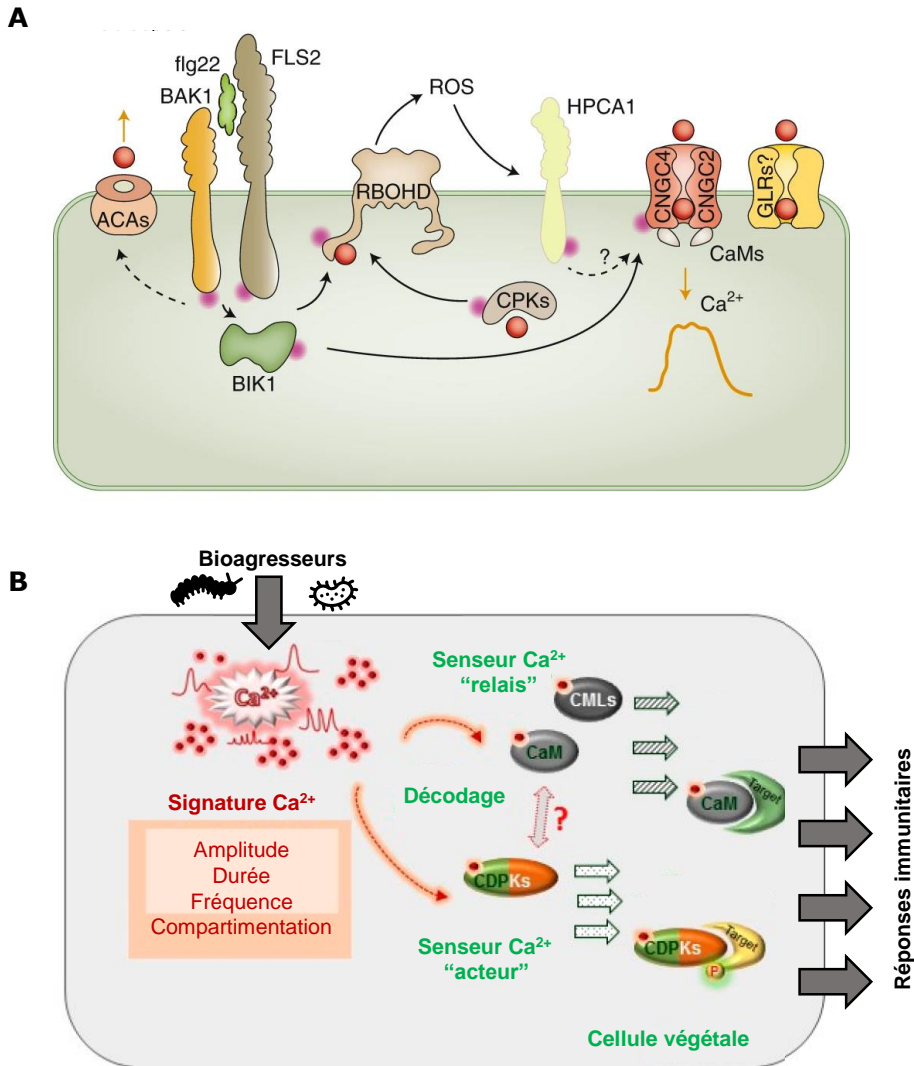 A
flg22
FLS2
BAK1
ROS
HPCA1
ACAs
RBOHD
CNGC4
CNGC2
GLRs?
CaMs
?
CPKs
Ca²⁺
BIK1
B
Bioagresseurs
Ca²⁺
Senseur Ca²⁺
“relais”
CMLs
CaM
Signature Ca²⁺
Décodage
CaM
Target
?
Amplitude
Durée
Fréquence
Compartimentation
CDPKs
Senseur Ca²⁺
“acteur”
CDPKs
Target
P
Cellule végétale
Réponses immunitaires